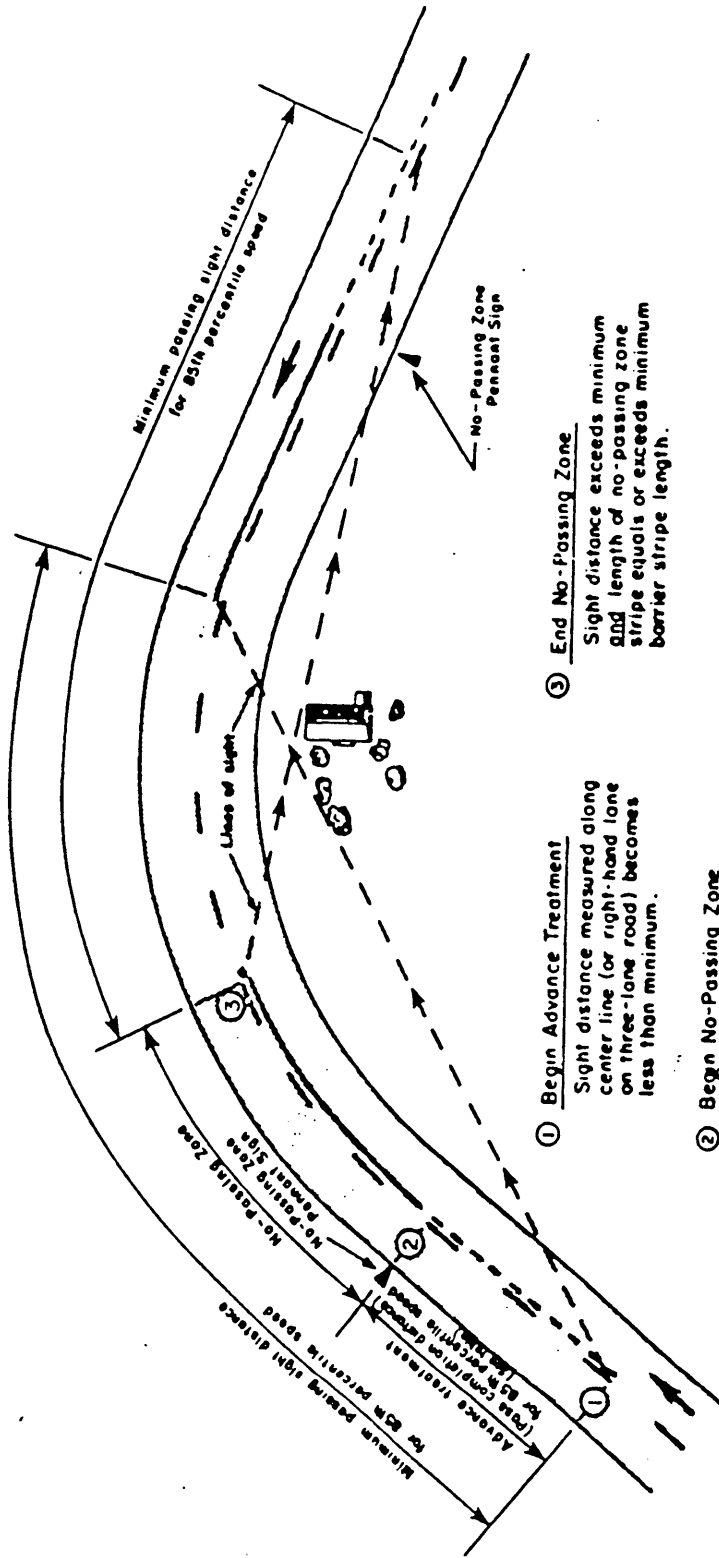 Minimum passing sight distance
for 85th percentile speed
Minimum passing sight distance
for 85th percentile speed
No-Passing Zone
No-Passing Zone
Pennant Sign
Advance treatment
(Pass completion distance)
for 85th percentile speed
Lines of sight
No-Passing Zone
Pennant Sign
1
2
3
① Begin Advance Treatment
Sight distance measured along
center line (or right-hand lane
on three-lane road) becomes
less than minimum.
② Begin No-Passing Zone
③ End No-Passing Zone
Sight distance exceeds minimum
and length of no-passing zone
stripe equals or exceeds minimum
barrier stripe length.